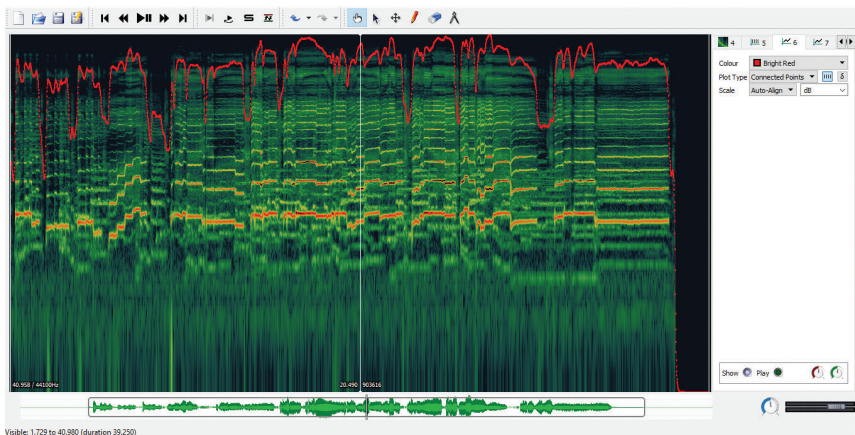 4 5 6 7
Colour Bright Red
Plot Type Connected Points
Scale Auto-Align dB
40.958 / 44100Hz 20.490 903616
Show Play
Visible: 1.729 to 40.980 (duration 39.250)